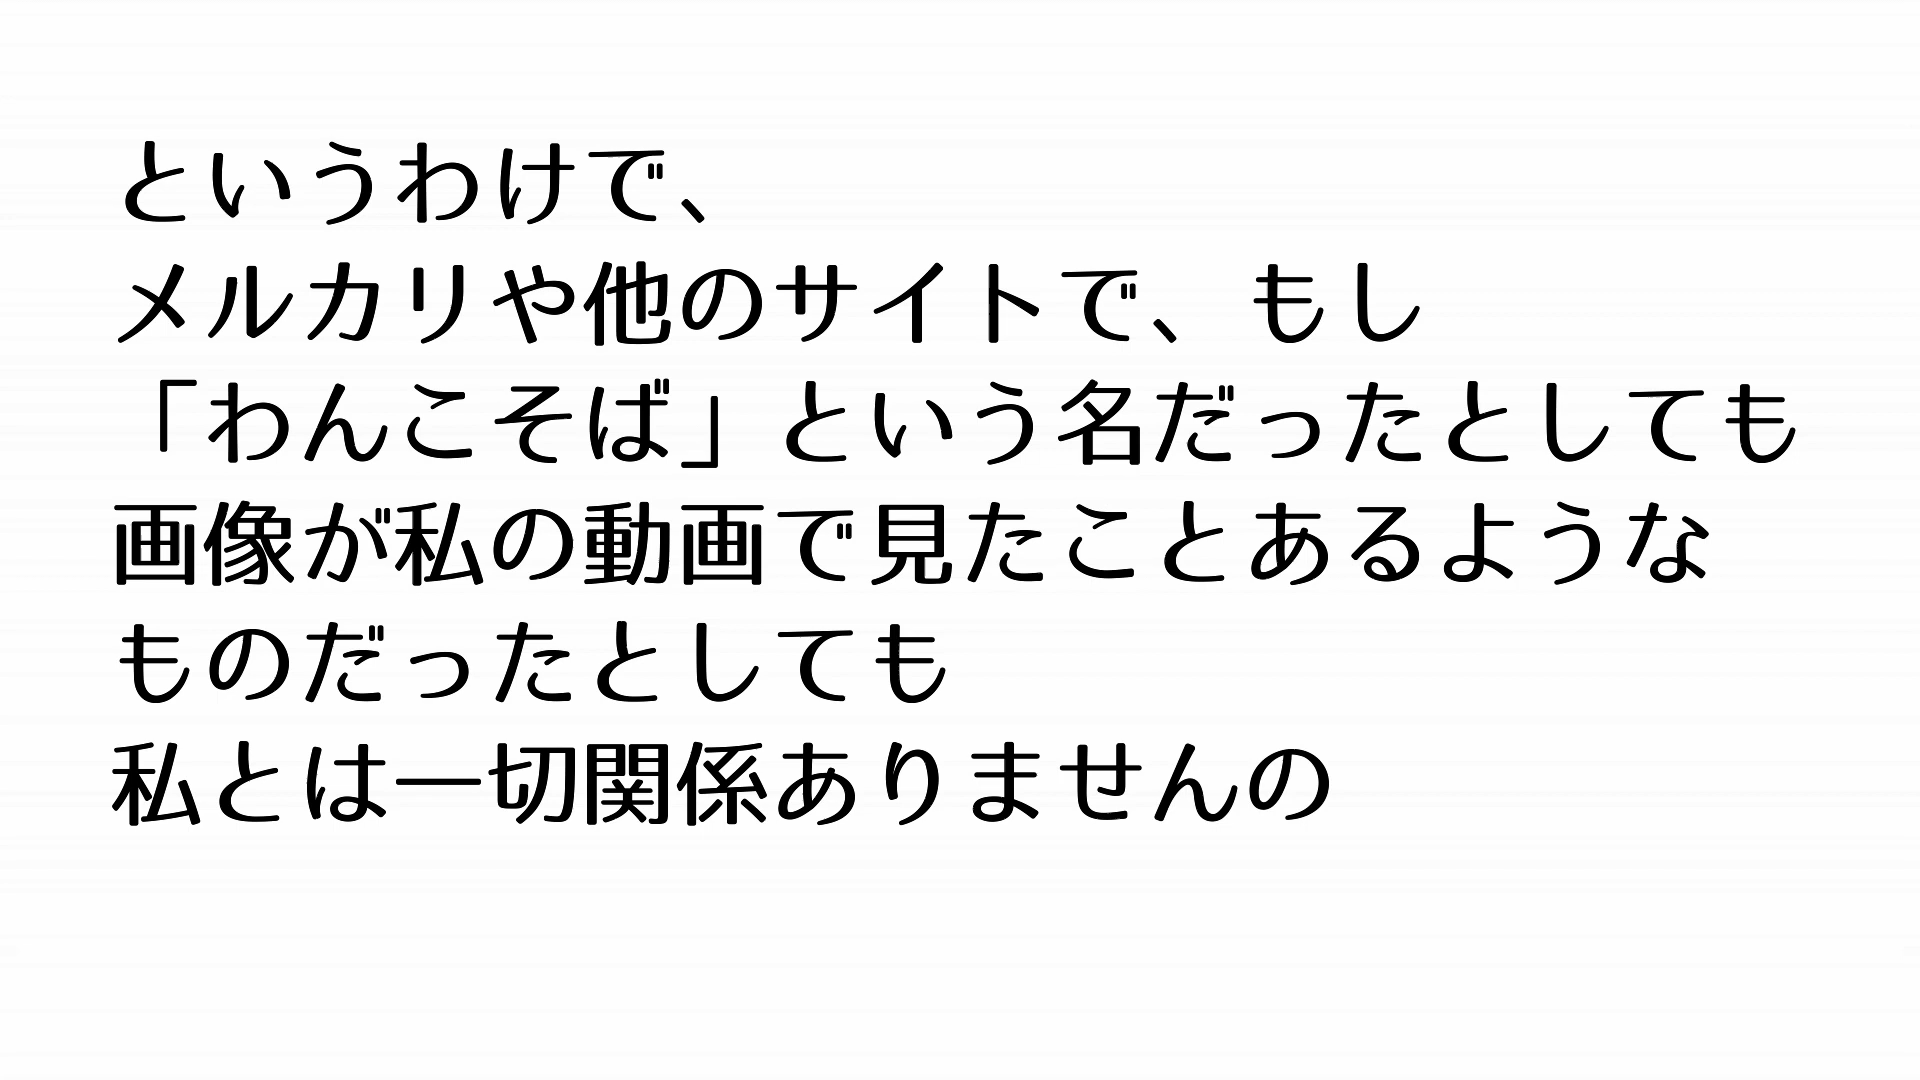 というわけで、
メルカリや他のサイトで、もし
「わんこそば」という名だったとしても
画像が私の動画で見たことあるような
ものだったとしても
私とは一切関係ありませんの